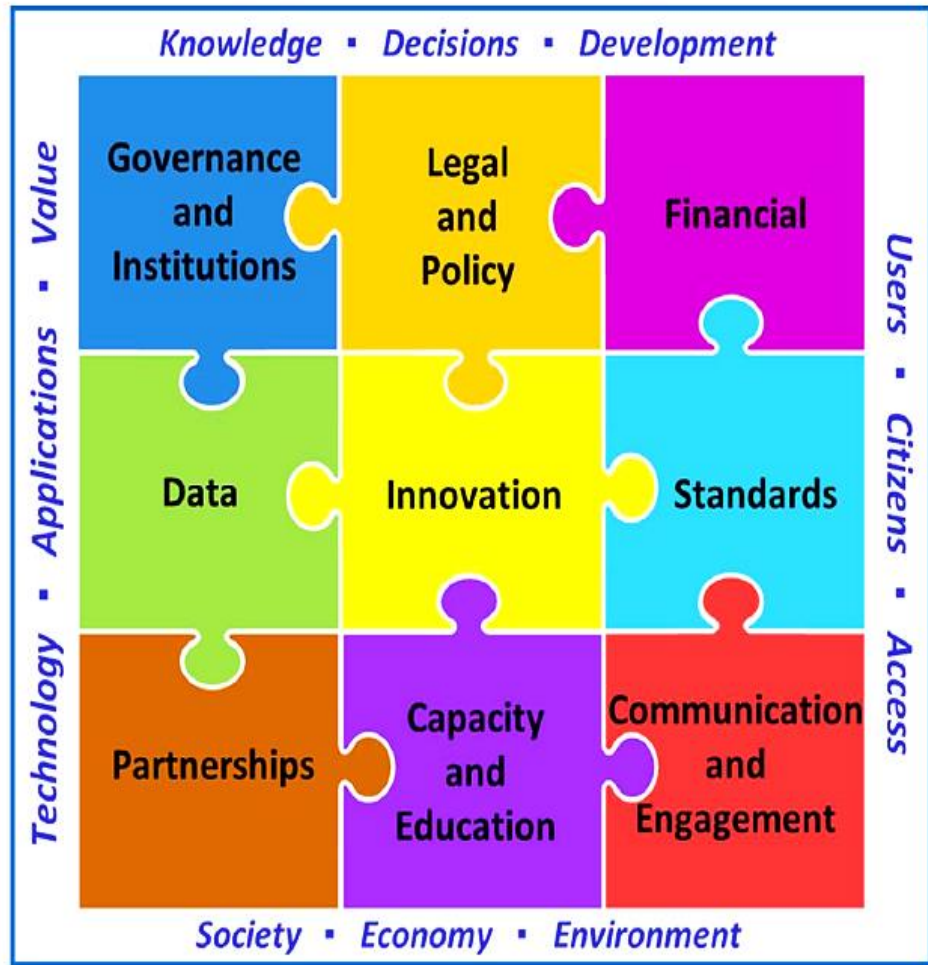 Knowledge ▪ Decisions ▪ Development
Technology ▪ Applications ▪ Value
Governance
and
Institutions
Legal
and
Policy
Financial
Data
Innovation
Standards
Partnerships
Capacity
and
Education
Communication
and
Engagement
Users ▪ Citizens ▪ Access
Society ▪ Economy ▪ Environment